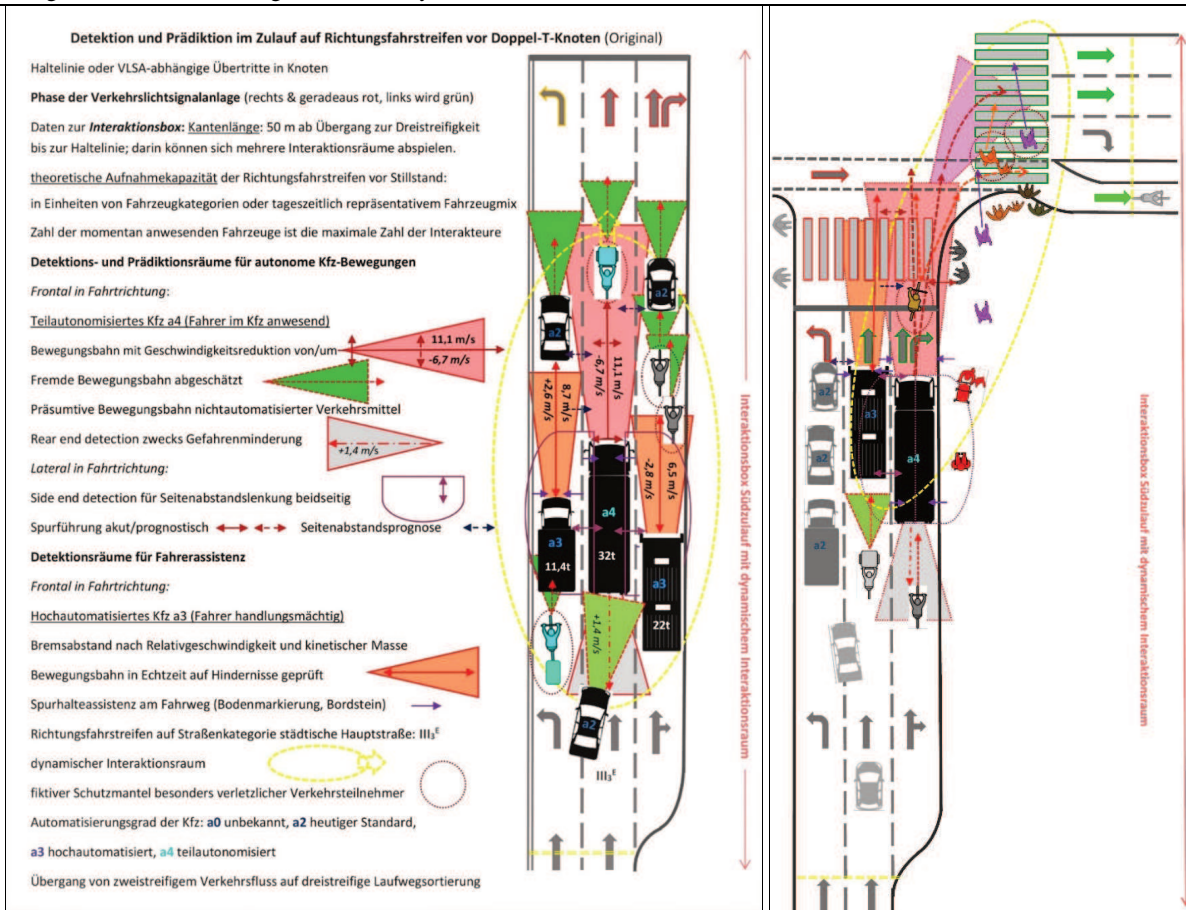 Detektion und Prädiktion im Zulauf auf Richtungsfahrstreifen vor Doppel-T-Knoten (Original)
Haltelinie oder VLSA-abhängige Übertritte in Knoten
Phase der Verkehrslichtsignalanlage (rechts & geradeaus rot, links wird grün)
Daten zur Interaktionsbox: Kantenlänge: 50 m ab Übergang zur Dreistreifigkeit
bis zur Haltelinie; darin können sich mehrere Interaktionsräume abspielen.
theoretische Aufnahmekapazität der Richtungsfahrstreifen vor Stillstand:
in Einheiten von Fahrzeugkategorien oder tageszeitlich repräsentativem Fahrzeugmix
Zahl der momentan anwesenden Fahrzeuge ist die maximale Zahl der Interakteure
Detektions- und Prädiktionsräume für autonome Kfz-Bewegungen
Frontal in Fahrtrichtung:
Teilautonomisiertes Kfz a4 (Fahrer im Kfz anwesend)
Bewegungsbahn mit Geschwindigkeitsreduktion von/um
11,1 m/s
-6,7 m/s
Fremde Bewegungsbahn abgeschätzt
Präsumtive Bewegungsbahn nichtautomatisierter Verkehrsmittel
Rear end detection zwecks Gefahrenminderung
+1,4 m/s
Lateral in Fahrtrichtung:
Side end detection für Seitenabstandslenkung beidseitig
Spurführung akut/prognostisch
Seitenabstandsprognose
Detektionsräume für Fahrerassistenz
Frontal in Fahrtrichtung:
Hochautomatisiertes Kfz a3 (Fahrer handlungsmächtig)
Bremsabstand nach Relativgeschwindigkeit und kinetischer Masse
Bewegungsbahn in Echtzeit auf Hindernisse geprüft
Spurhalteassistenz am Fahrweg (Bodenmarkierung, Bordstein)
Richtungsfahrstreifen auf Straßenkategorie städtische Hauptstraße: III₃ᴱ
dynamischer Interaktionsraum
fiktiver Schutzmantel besonders verletzlicher Verkehrsteilnehmer
Automatisierungsgrad der Kfz: a0 unbekannt, a2 heutiger Standard,
a3 hochautomatisiert, a4 teilautonomisiert
Übergang von zweistreifigem Verkehrsfluss auf dreistreifige Laufwegsortierung
a2
a2
11,1 m/s
-6,7 m/s
8,7 m/s
+2,6 m/s
6,5 m/s
-2,8 m/s
a4
32t
a3
11,4t
a3
22t
+1,4 m/s
a2
III₃ᴱ
Interaktionsbox Südzulauf mit dynamischem Interaktionsraum
a2
a3
a4
a2
a2
Interaktionsbox Südzulauf mit dynamischem Interaktionsraum